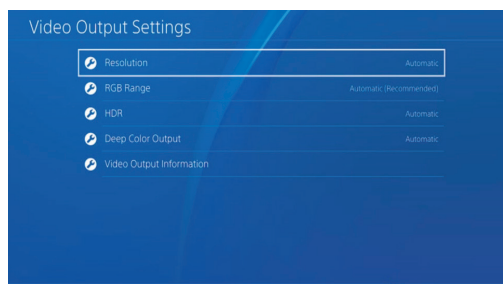 Video Output Settings
Resolution Automatic
RGB Range Automatic (Recommended)
HDR Automatic
Deep Color Output Automatic
Video Output Information